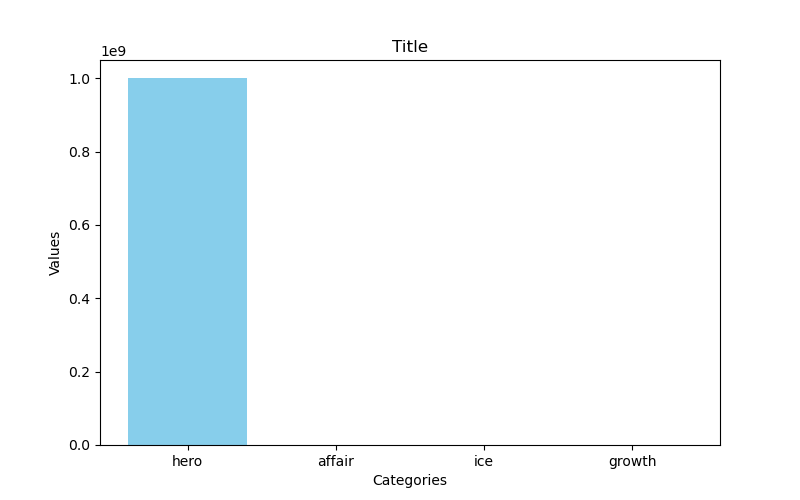 Title
1e9
1.0
0.8
0.6
0.4
0.2
0.0
Values
hero affair ice growth
Categories